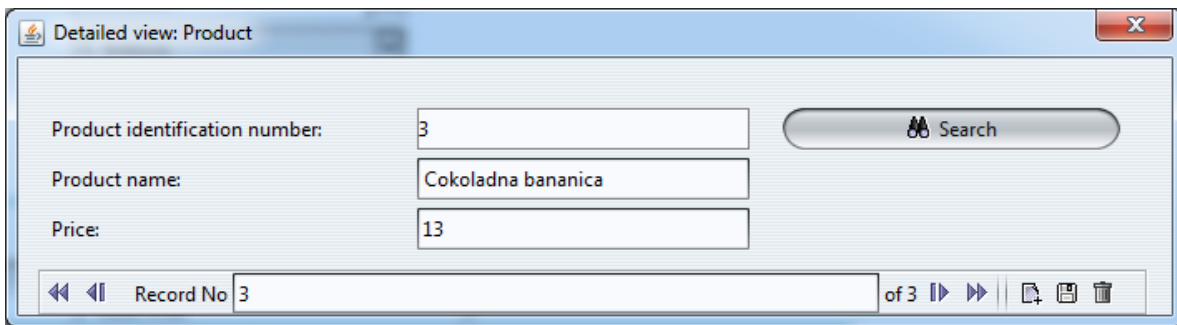 Detailed view: Product
Product identification number: 3 Search
Product name: Cokoladna bananica
Price: 13
Record No 3 of 3